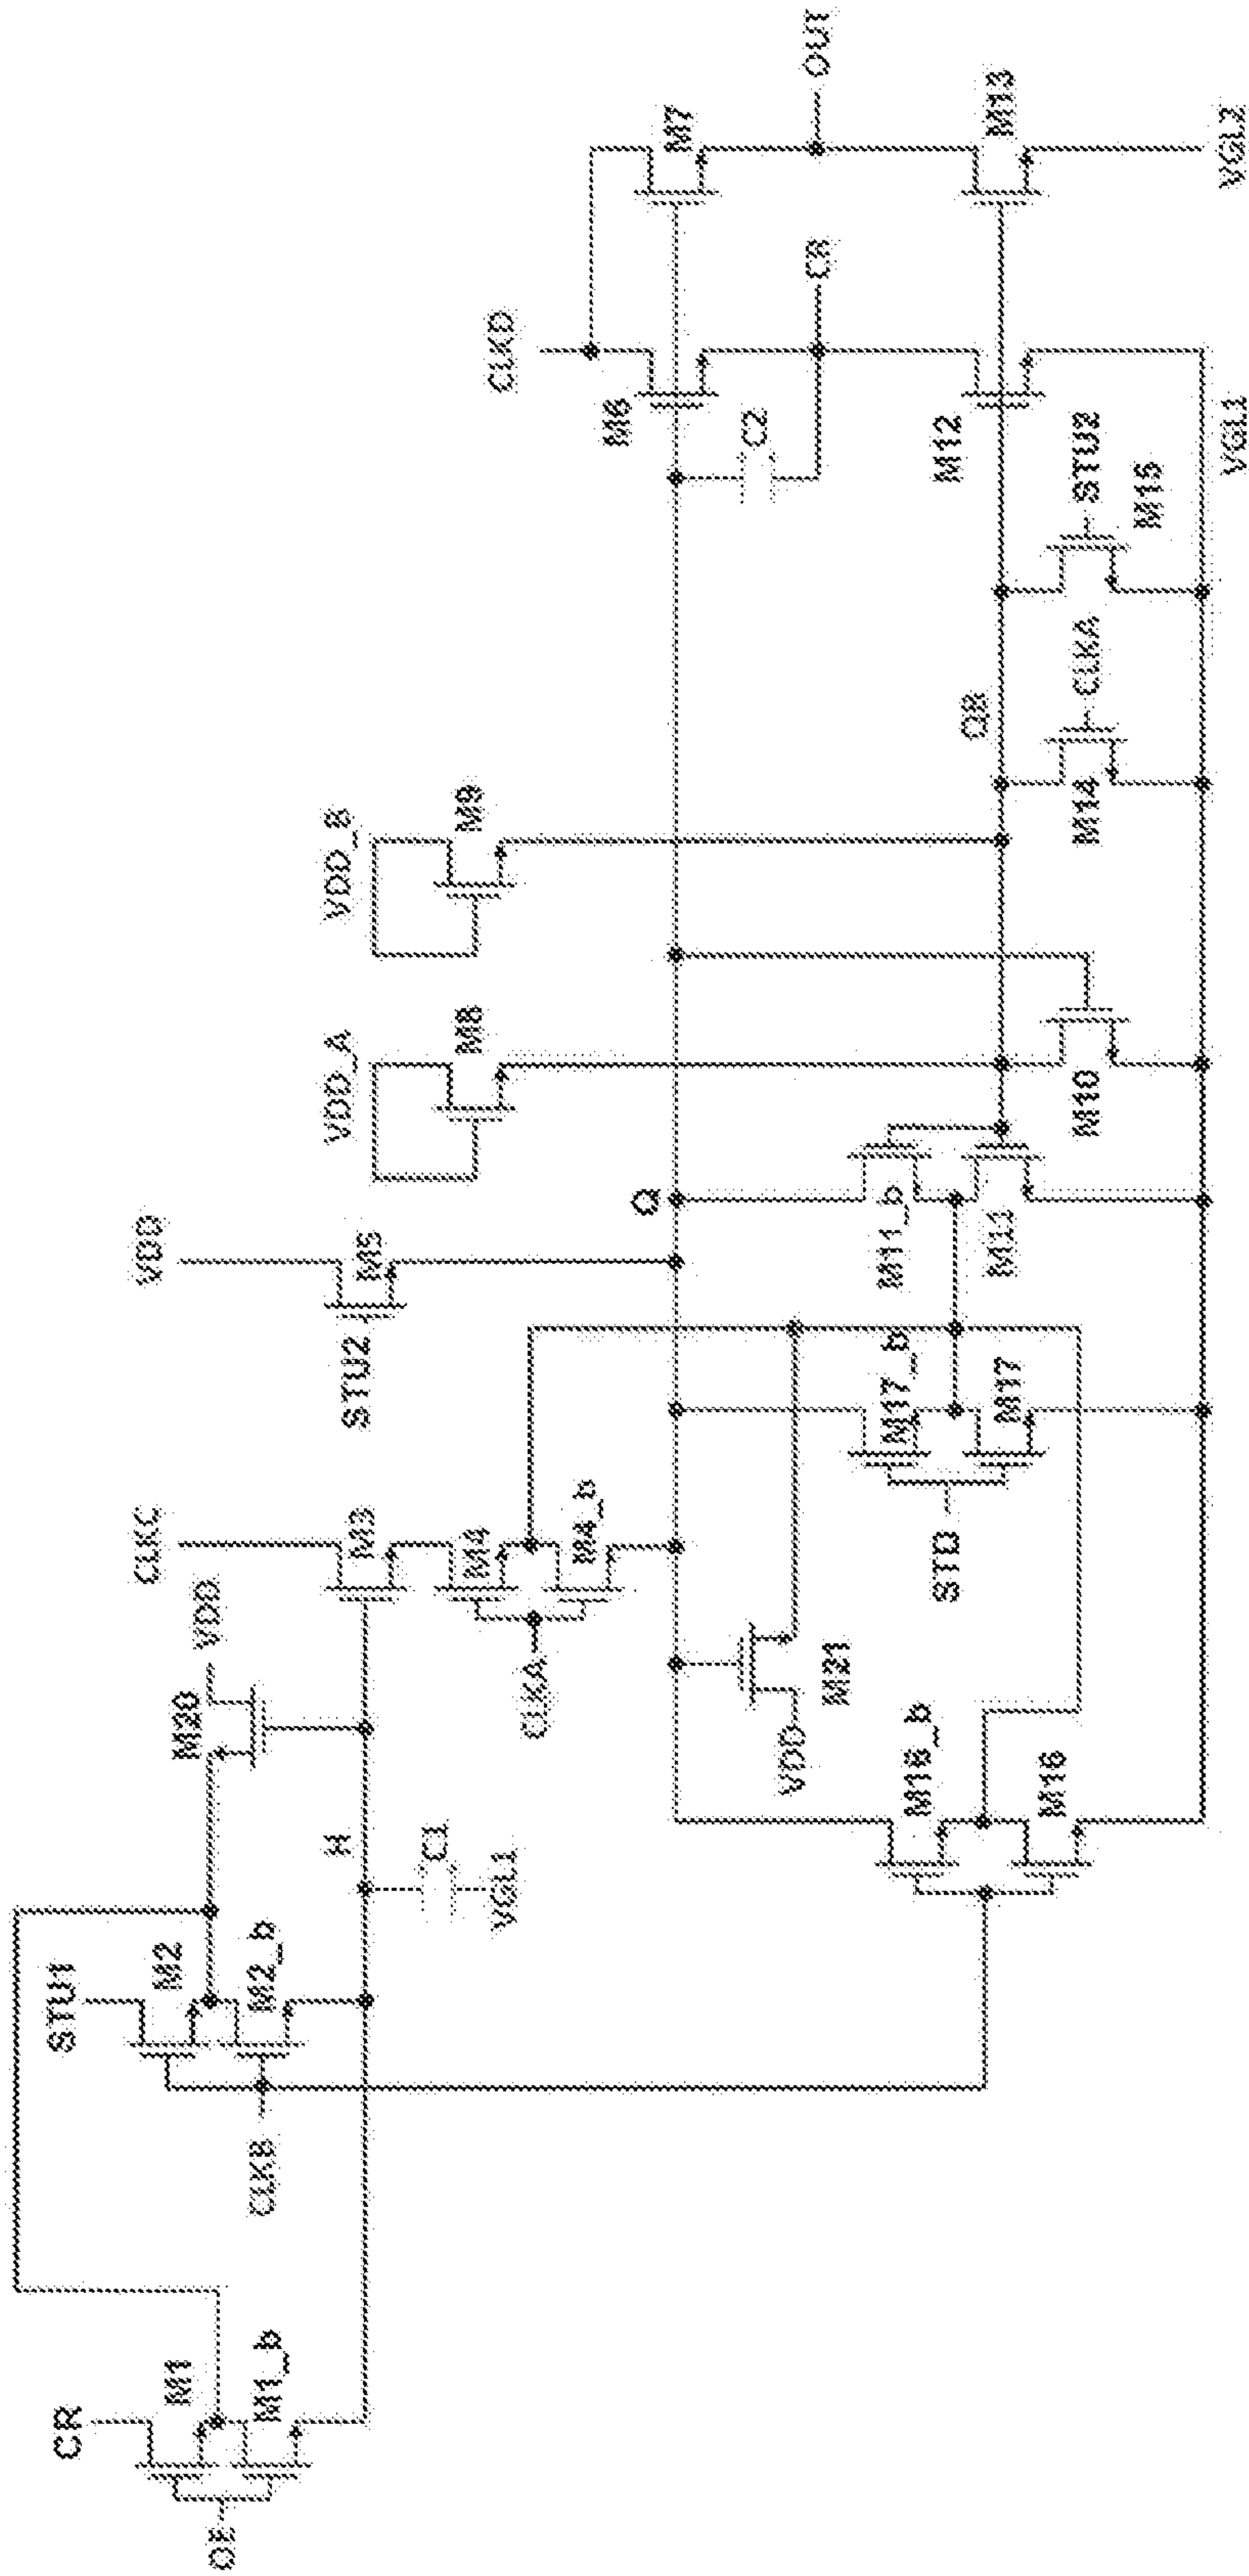 CR
M1
M1_b
OE
STU1
M2
M2_b
CLKB
M20
VDD
H
C1
VGL1
CLKC
M3
M4
M4_b
CLKA
VDD
M5
STU2
VDD_A
M8
VDD_B
M9
Q
M21
VDD
M16_b
M16
M17_b
M17
STD
M11_b
M11
M10
QB
M14
CLKA
STU2
M15
CLKD
M6
M7
C2
CR
OUT
M12
M13
VGL1
VGL2